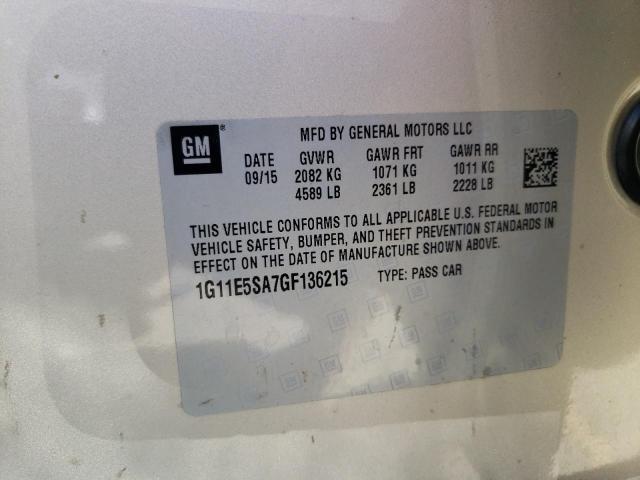 GM ®
MFD BY GENERAL MOTORS LLC
DATE GVWR GAWR FRT GAWR RR
09/15 2082 KG 1071 KG 1011 KG
4589 LB 2361 LB 2228 LB
THIS VEHICLE CONFORMS TO ALL APPLICABLE U.S. FEDERAL MOTOR
VEHICLE SAFETY, BUMPER, AND THEFT PREVENTION STANDARDS IN
EFFECT ON THE DATE OF MANUFACTURE SHOWN ABOVE.
1G11E5SA7GF136215 TYPE: PASS CAR